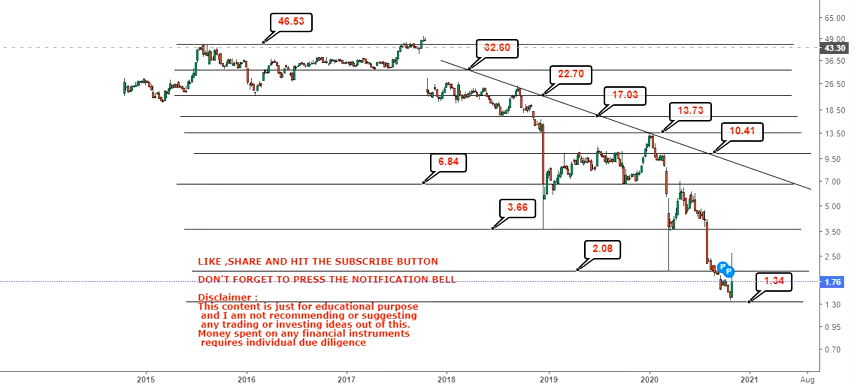 46.53
65.00
49.00
43.30
32.60
36.50
22.70
26.50
17.03
18.50
13.73
13.50
10.41
9.50
6.84
7.00
5.00
3.66
3.50
2.08
2.50
LIKE ,SHARE AND HIT THE SUBSCRIBE BUTTON
DON'T FORGET TO PRESS THE NOTIFICATION BELL
P P
1.34
1.76
Disclaimer :
This content is just for educational purpose
and I am not recommending or suggesting
any trading or investing ideas out of this.
Money spent on any financial instruments
requires individual due diligence
1.30
0.95
0.70
2015 2016 2017 2018 2019 2020 2021 Aug